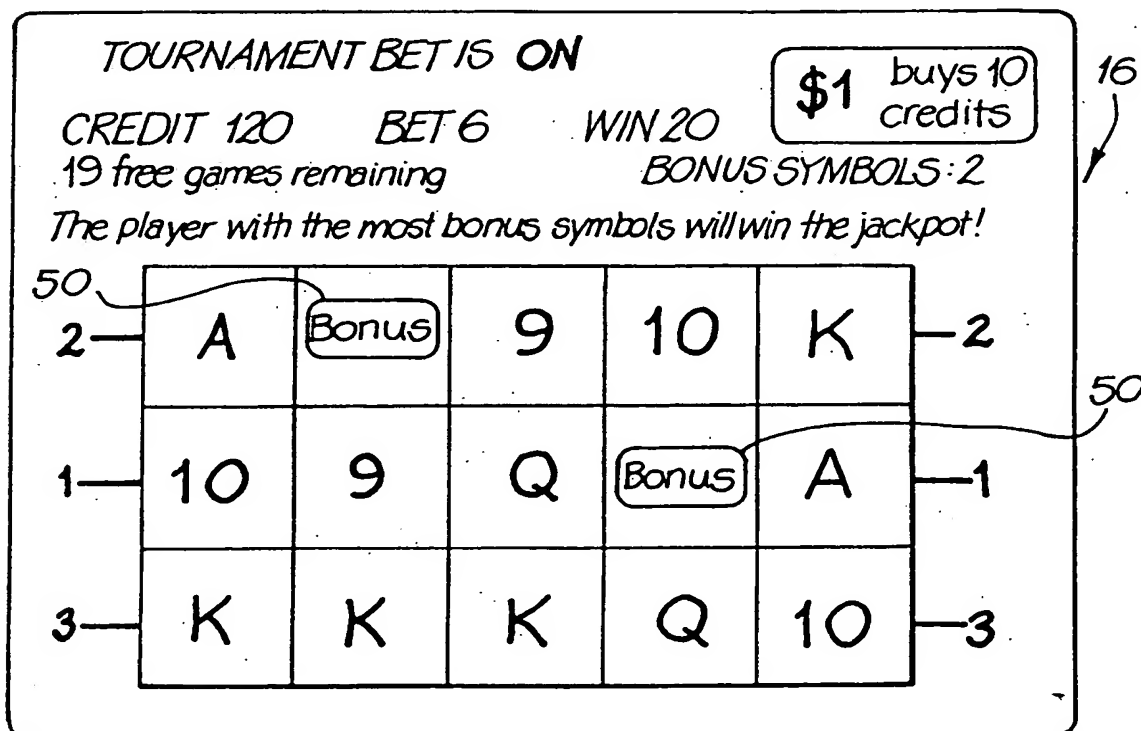 TOURNAMENT BET IS ON
$1 buys 10 credits
16
CREDIT 120 BET 6 WIN 20
19 free games remaining BONUS SYMBOLS: 2
The player with the most bonus symbols will win the jackpot!
50
2 A Bonus 9 10 K 2
50
1 10 9 Q Bonus A 1
3 K K K Q 10 3